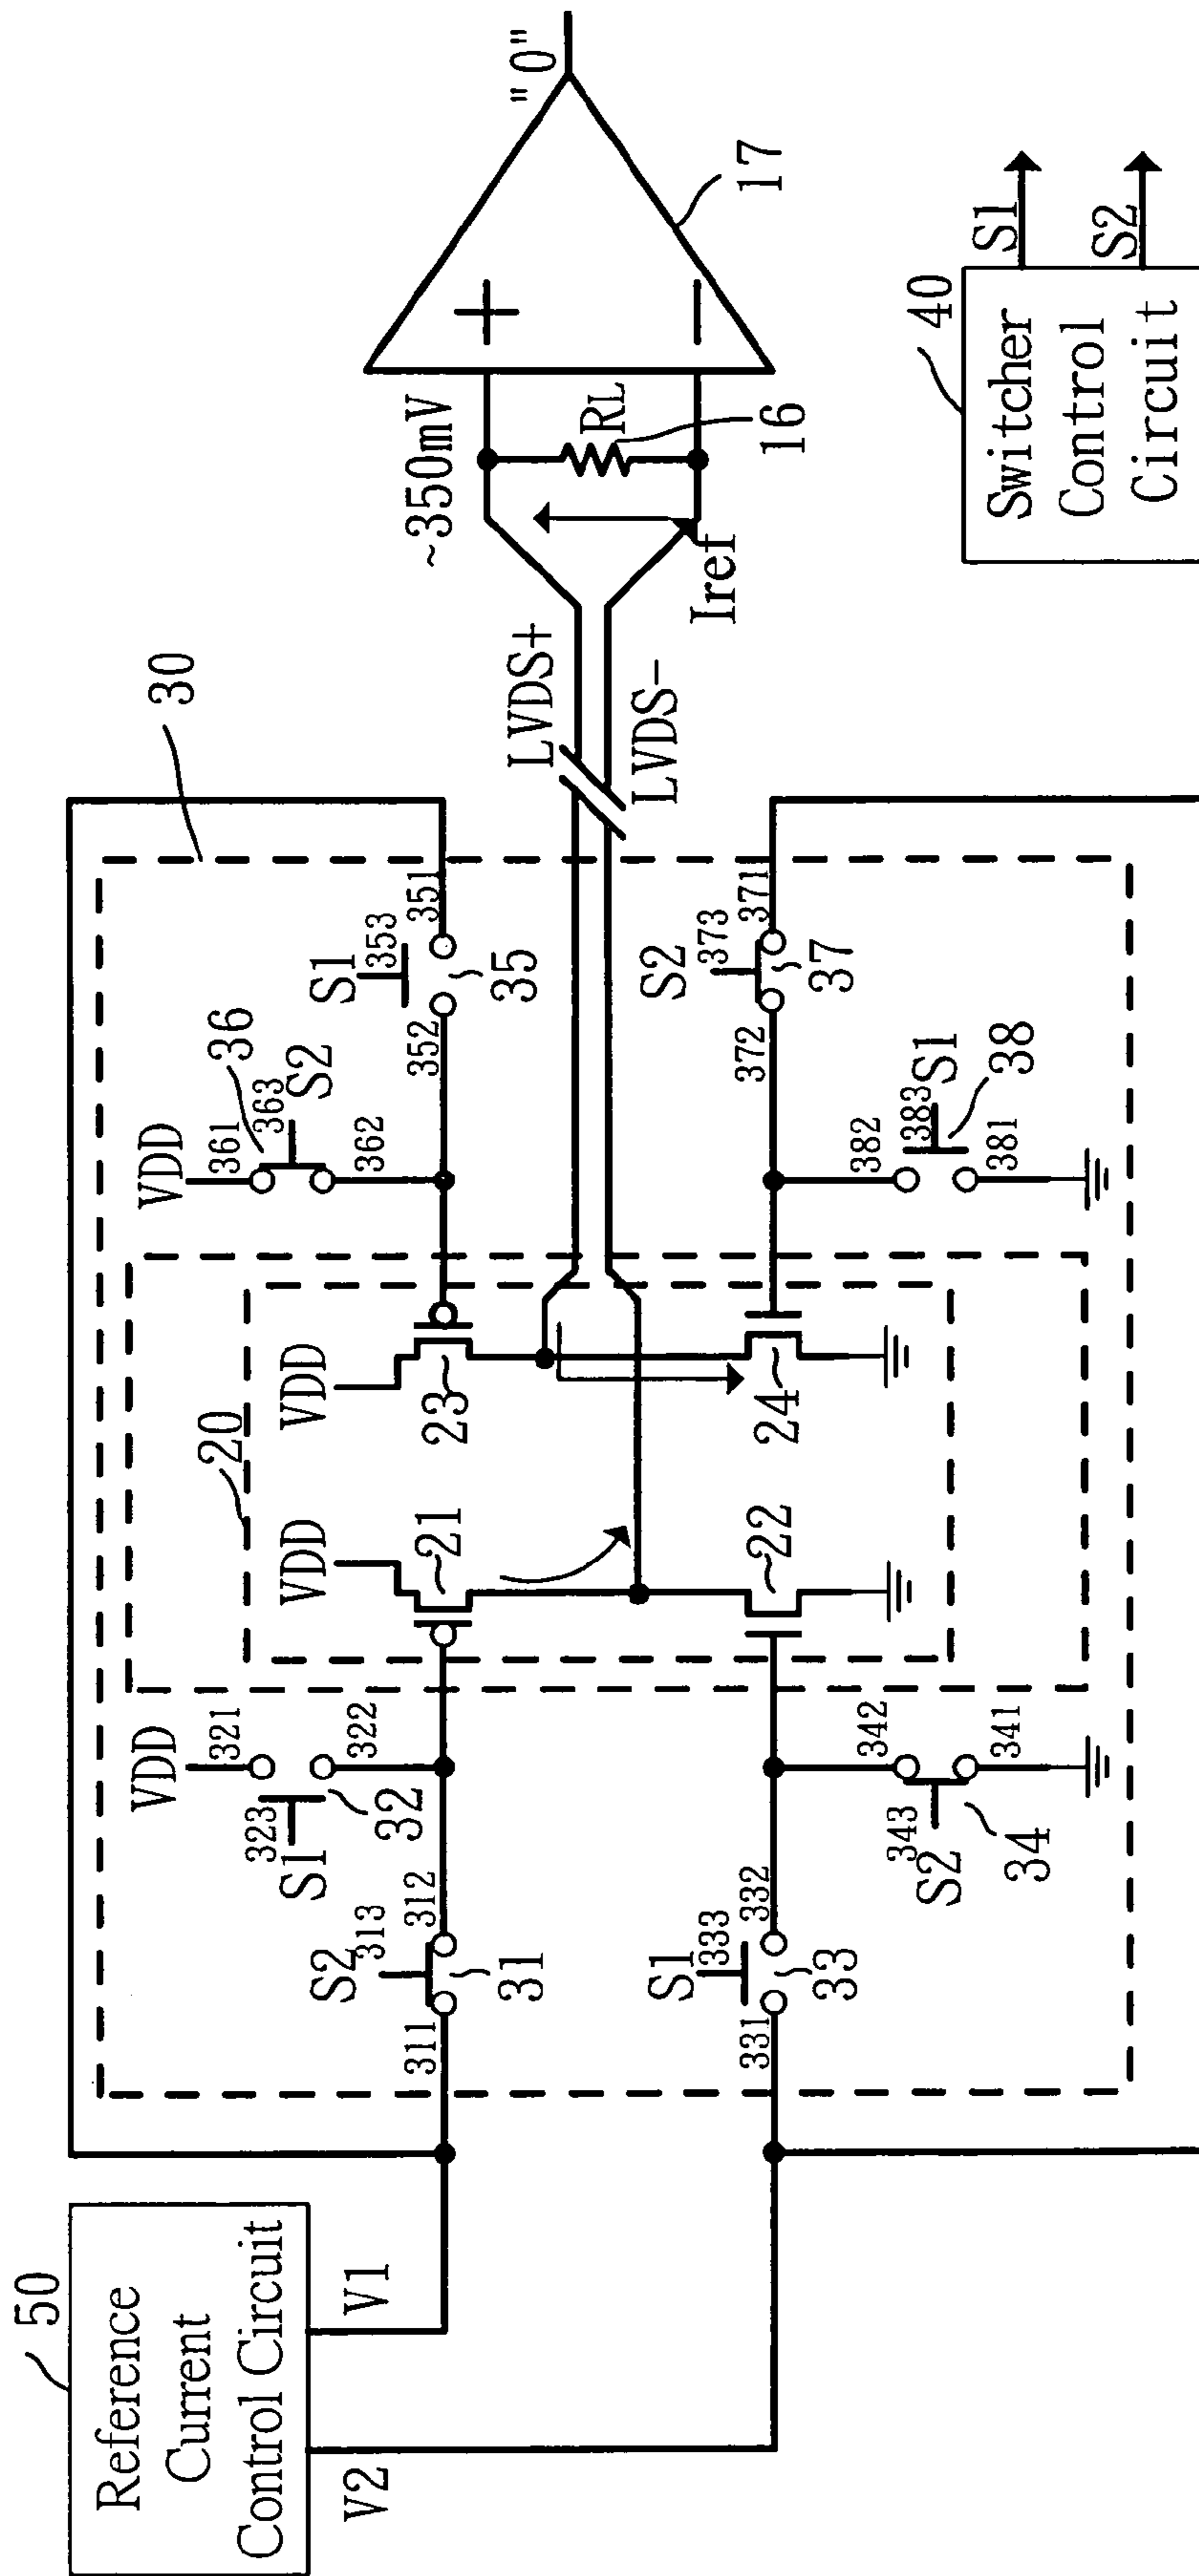 50
Reference
Current
Control Circuit
V1
V2
30
VDD
321
322
323
S1
32
S2
313
311
312
31
S1
333
331
332
33
342
341
343
S2
34
20
VDD
21
22
VDD
23
24
VDD
361
362
363
36
S2
S1
353
351
352
35
S2
373
371
372
37
382
381
383
S1
38
LVDS+
LVDS-
~350mV
RL
16
Iref
+
−
17
"0"
40
Switcher
Control
Circuit
S1
S2